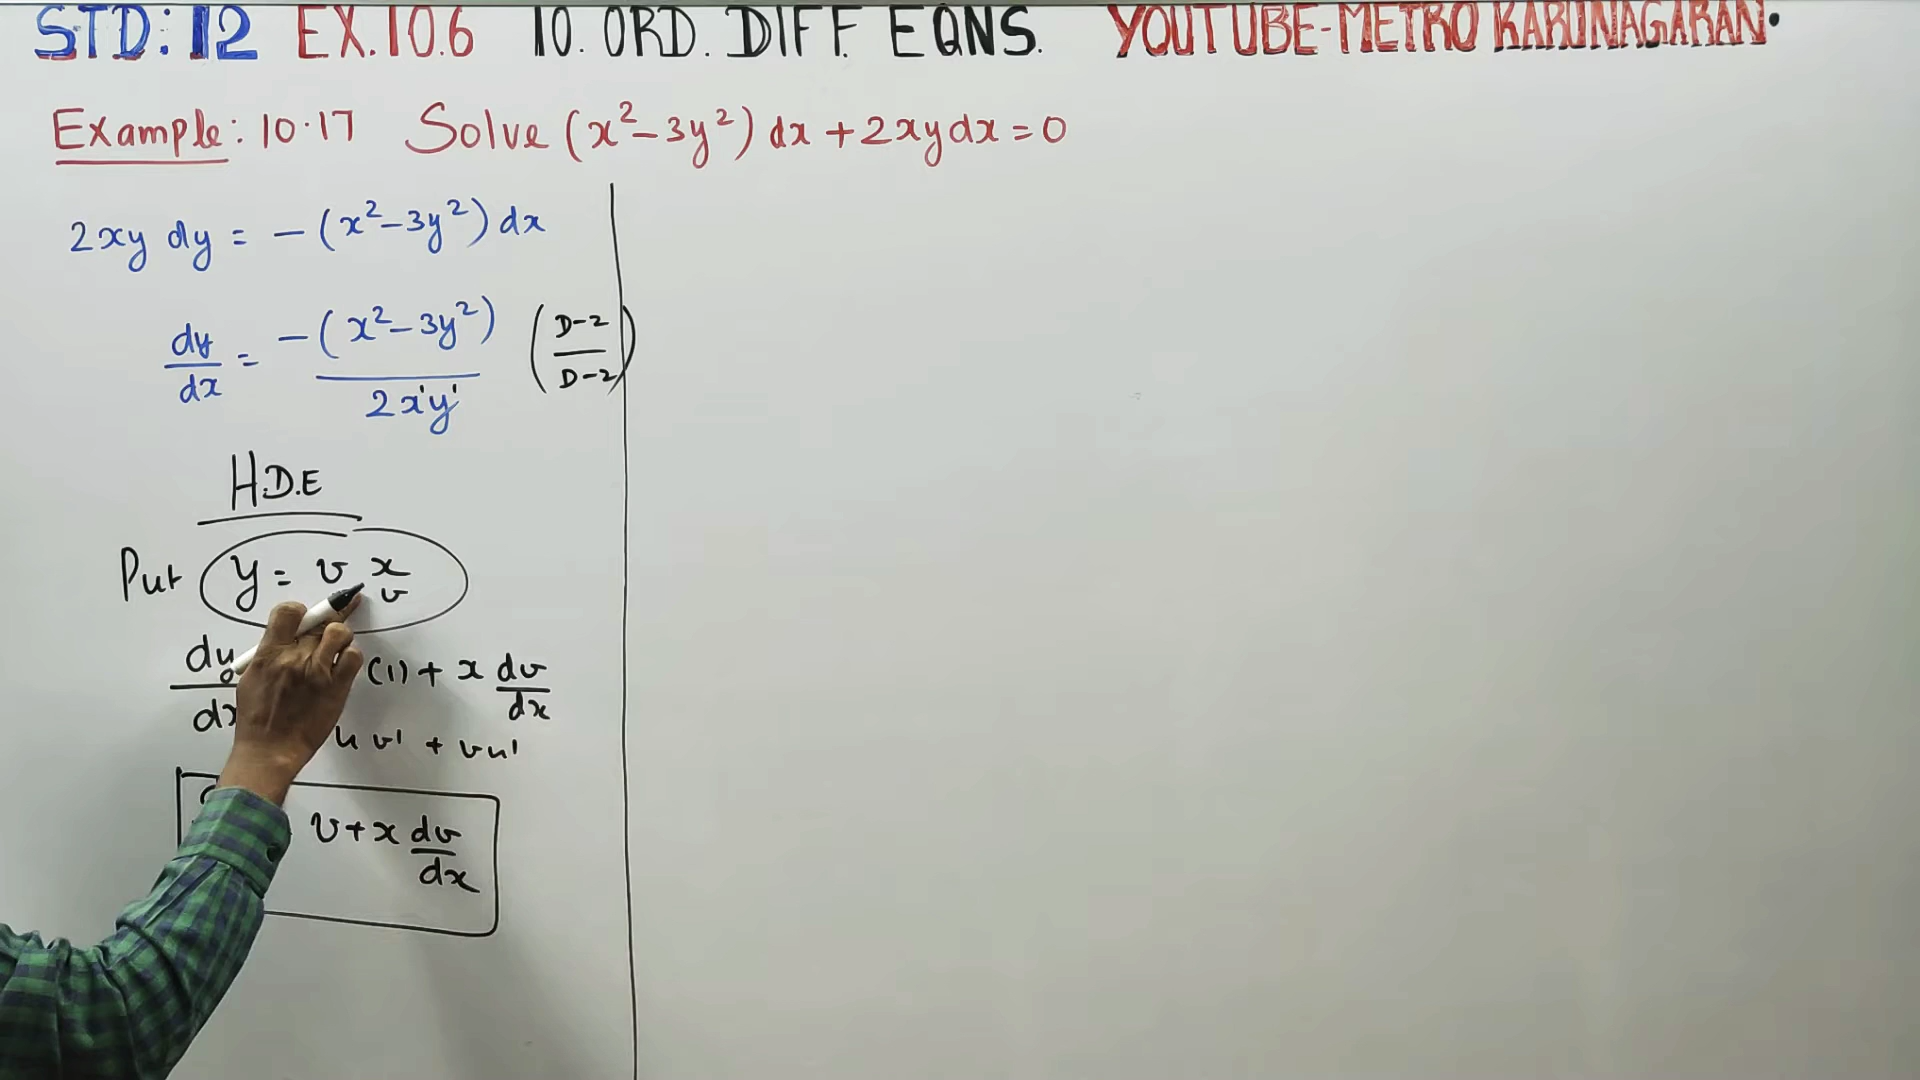 STD: 12 EX.10.6 10. ORD. DIFF. EQNS. YOUTUBE-METRO KARUNAGARAN.
Example: 10.17 Solve (x² - 3y²) dx + 2xy dx = 0
2xy dy = -(x² - 3y²) dx
dy/dx = -(x² - 3y²) / 2x'y' (D-2 / D-2)
H.D.E
Put y = v x
v
dy/dx (1) + x dv/dx
u v' + v u'
v + x dv/dx